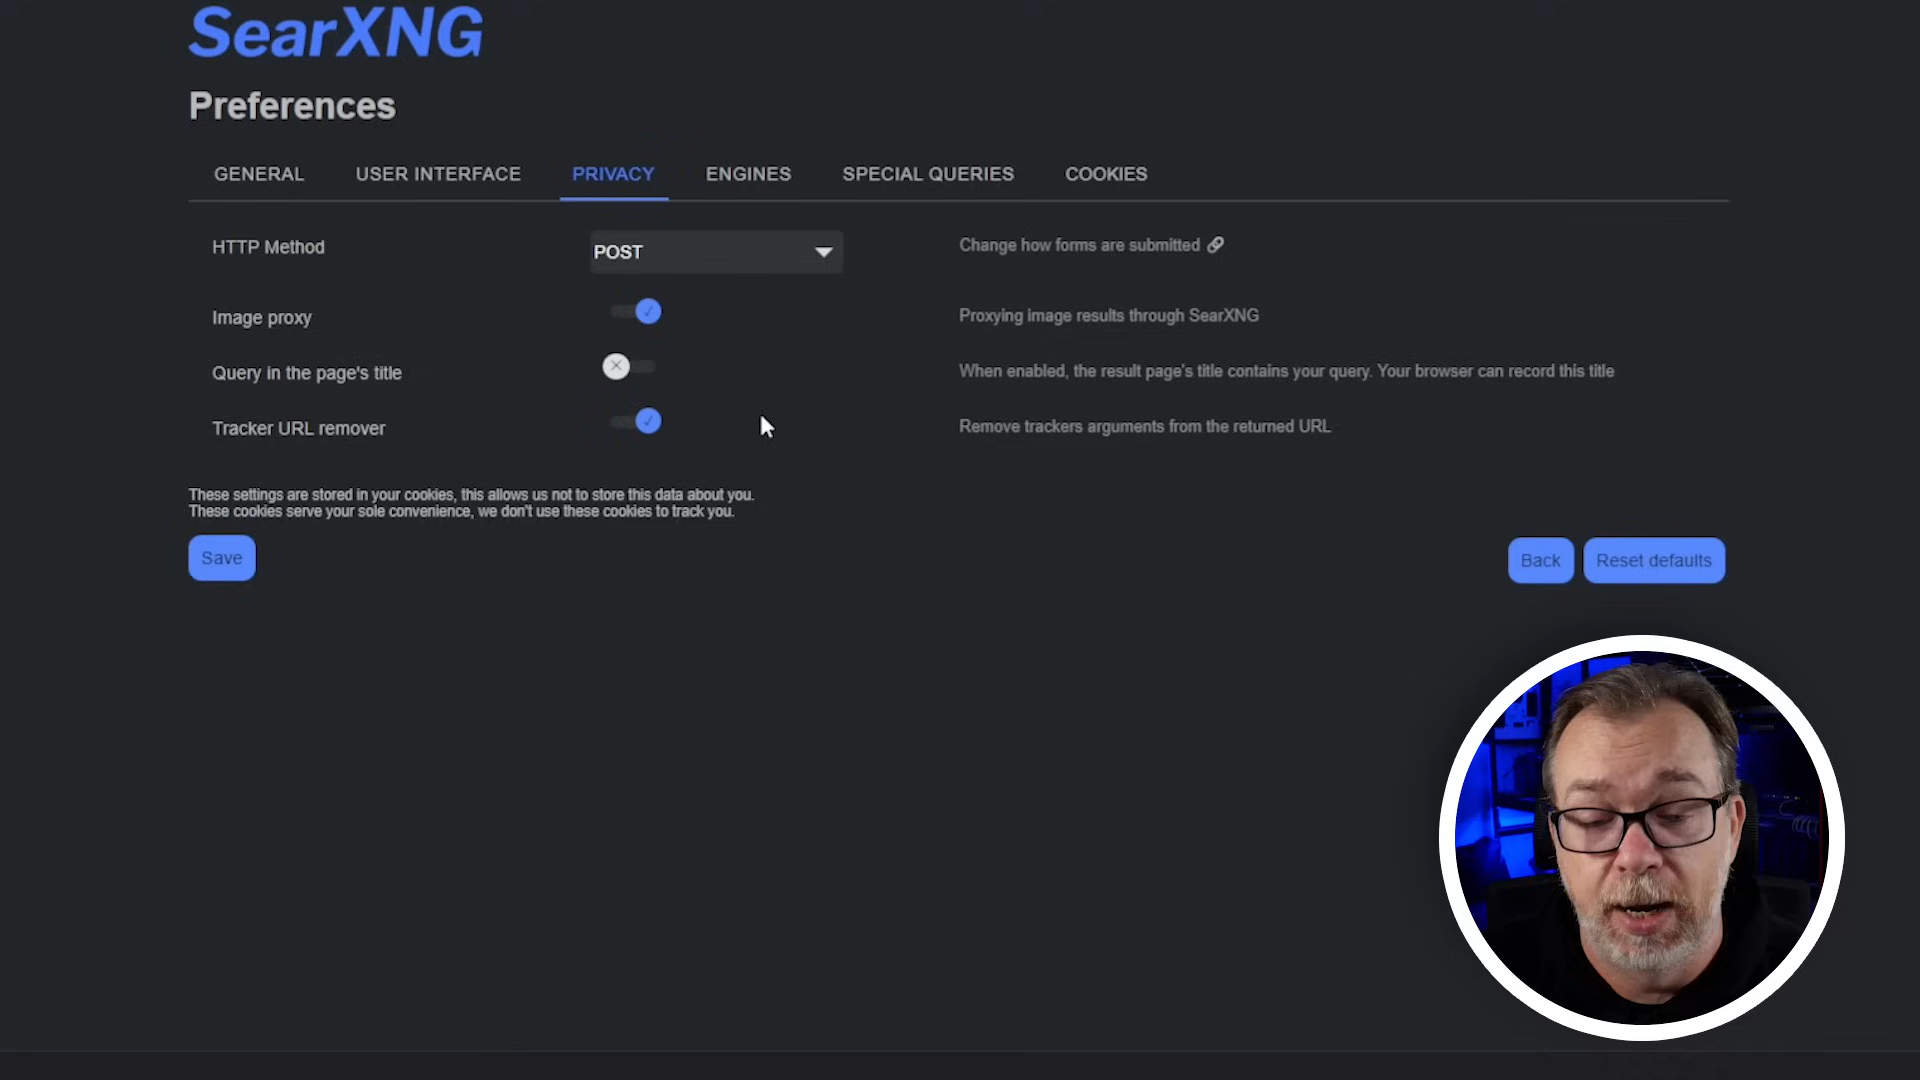 SearXNG
Preferences
GENERAL USER INTERFACE PRIVACY ENGINES SPECIAL QUERIES COOKIES
HTTP Method POST Change how forms are submitted
Image proxy Proxying image results through SearXNG
Query in the page's title When enabled, the result page's title contains your query. Your browser can record this title
Tracker URL remover Remove trackers arguments from the returned URL
These settings are stored in your cookies, this allows us not to store this data about you.
These cookies serve your sole convenience, we don't use these cookies to track you.
Save Back Reset defaults